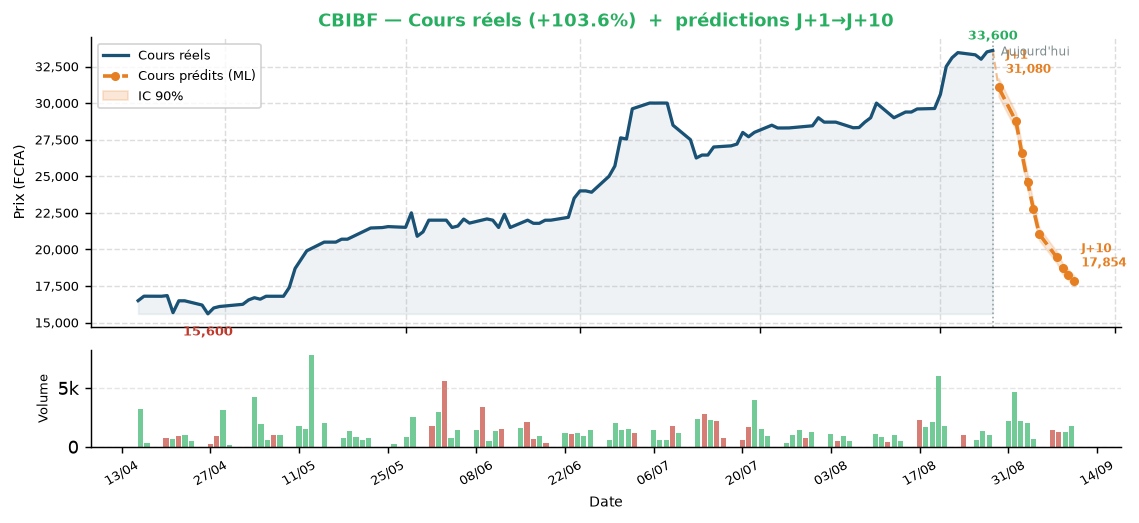 CBIBF — Cours réels (+103.6%) + prédictions J+1→J+10
33,600
Aujourd'hui
J+1
31,080
Cours réels
Cours prédits (ML)
IC 90%
Prix (FCFA)
32,500
30,000
27,500
25,000
22,500
20,000
17,500
15,000
J+10
17,854
15,600
Volume
5k
0
13/04
27/04
11/05
25/05
08/06
22/06
06/07
20/07
03/08
17/08
31/08
14/09
Date